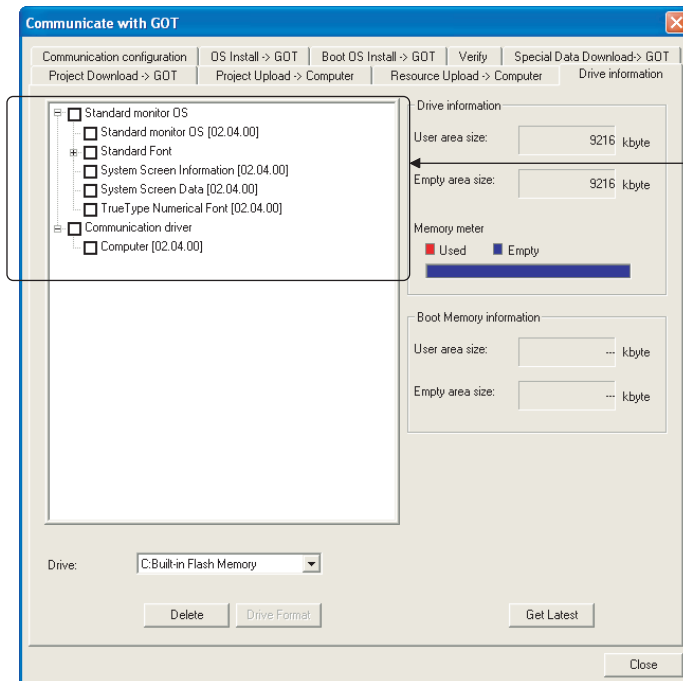 Communicate with GOT
Communication configuration | OS Install -> GOT | Boot OS Install -> GOT | Verify | Special Data Download-> GOT
Project Download -> GOT | Project Upload -> Computer | Resource Upload -> Computer | Drive information
Standard monitor OS
Standard monitor OS [02.04.00]
Standard Font
System Screen Information [02.04.00]
System Screen Data [02.04.00]
TrueType Numerical Font [02.04.00]
Communication driver
Computer [02.04.00]
Drive information
User area size: 9216 kbyte
Empty area size: 9216 kbyte
Memory meter
Used Empty
Boot Memory information
User area size: --- kbyte
Empty area size: --- kbyte
Drive: C:Built-in Flash Memory
Delete Drive Format Get Latest
Close